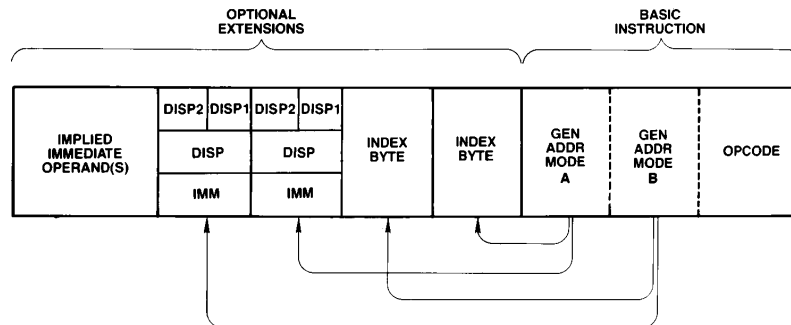 OPTIONAL
EXTENSIONS
BASIC
INSTRUCTION
IMPLIED
IMMEDIATE
OPERAND(S)
DISP2 DISP1 DISP2 DISP1
DISP DISP
IMM IMM
INDEX
BYTE
INDEX
BYTE
GEN
ADDR
MODE
A
GEN
ADDR
MODE
B
OPCODE